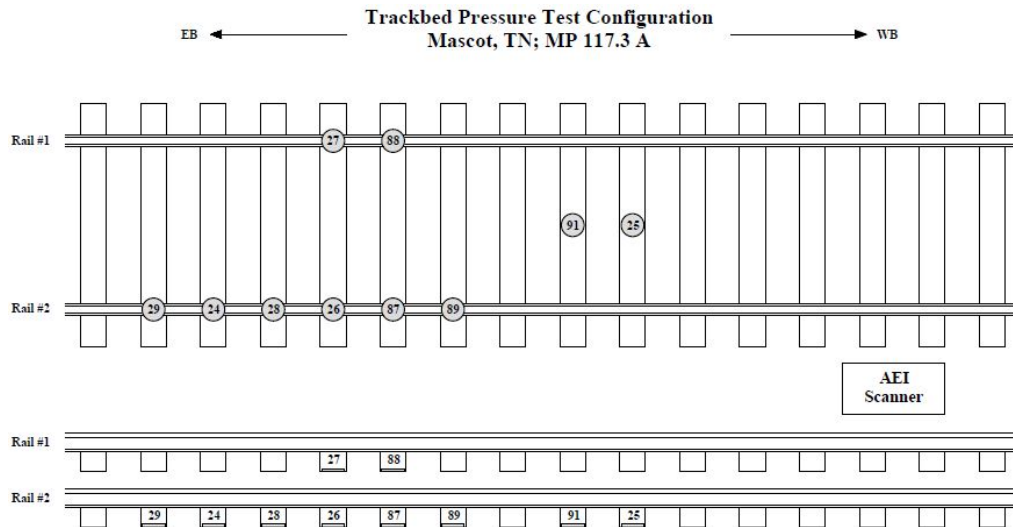 Trackbed Pressure Test Configuration
EB Mascot, TN; MP 117.3 A WB
Rail #1 27 88
91 25
Rail #2 29 24 28 26 87 89
AEI
Scanner
Rail #1
27 88
Rail #2
29 24 28 26 87 89 91 25